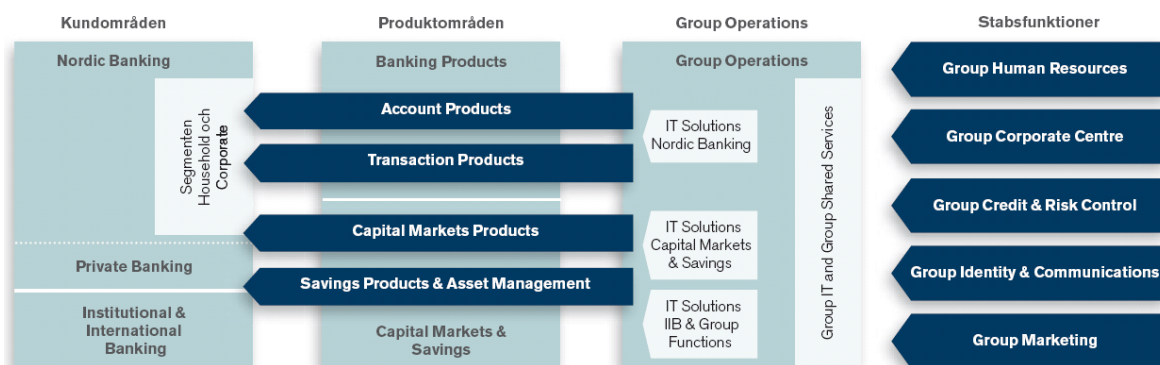 Kundområden
Nordic Banking
Segmenten
Household och
Corporate
Private Banking
Institutional &
International
Banking
Produktområden
Banking Products
Account Products
Transaction Products
Capital Markets Products
Savings Products & Asset Management
Capital Markets &
Savings
Group Operations
Group Operations
IT Solutions
Nordic Banking
IT Solutions
Capital Markets
& Savings
IT Solutions
IIB & Group
Functions
Group IT and Group Shared Services
Stabsfunktioner
Group Human Resources
Group Corporate Centre
Group Credit & Risk Control
Group Identity & Communications
Group Marketing